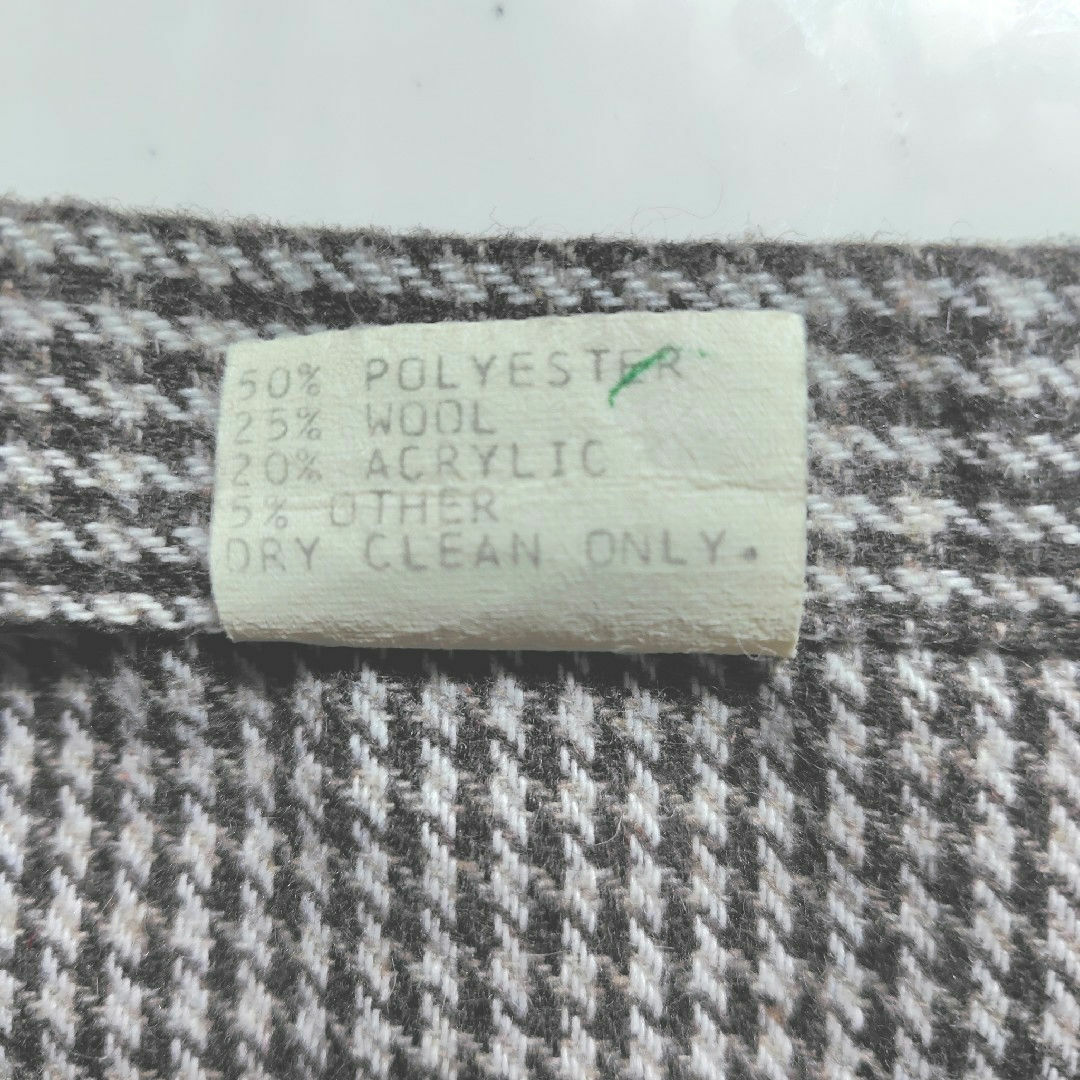 50% POLYESTER
25% WOOL
20% ACRYLIC
5% OTHER
DRY CLEAN ONLY.